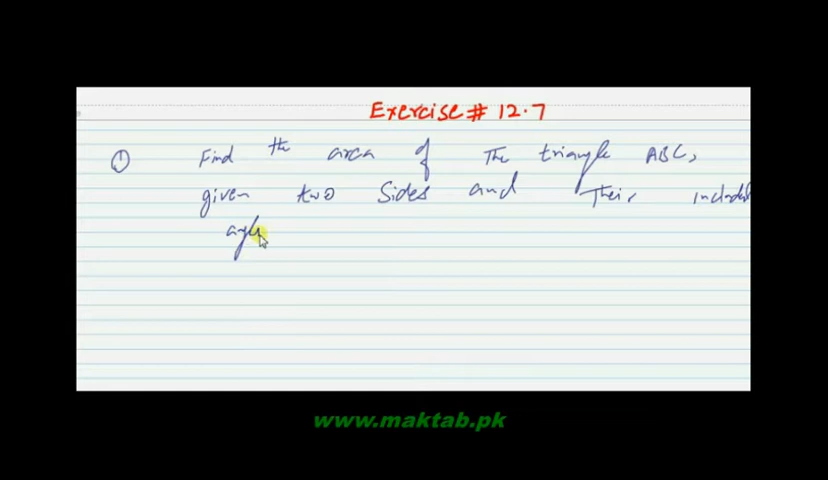 Exercise # 12.7
① Find the area of The triangle ABC,
given two Sides and Their included
angle
www.maktab.pk